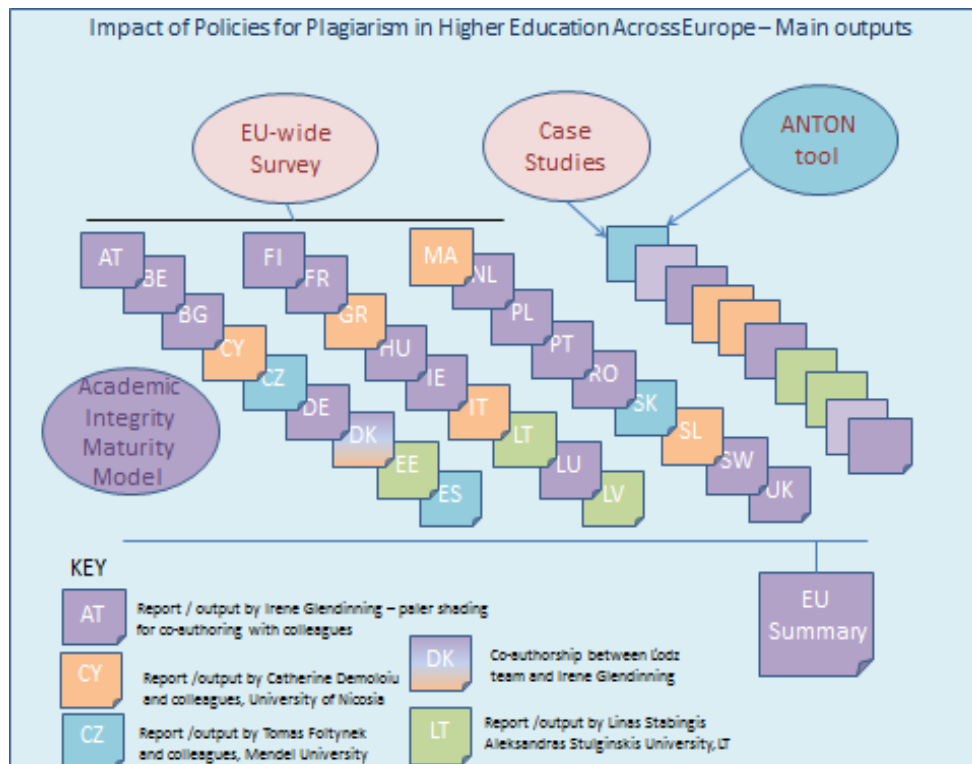 Impact of Policies for Plagiarism in Higher Education Across Europe – Main outputs
EU-wide
Survey
Case
Studies
ANTON
tool
AT
BE
BG
CY
CZ
DE
DK
EE
ES
FI
FR
GR
HU
IE
IT
LT
LU
LV
MA
NL
PL
PT
RO
SK
SL
SW
UK
Academic
Integrity
Maturity
Model
KEY
AT
Report / output by Irene Glendinning – paler shading
for co-authoring with colleagues
CY
Report /output by Catherine Demoloiu
and colleagues, University of Nicosia
CZ
Report /output by Tomas Foltynek
and colleagues, Mendel University
DK
Co-authorship between Łodz
team and Irene Glendinning
LT
Report /output by Linas Stabingis
Aleksandras Stulginskis University, LT
EU
Summary